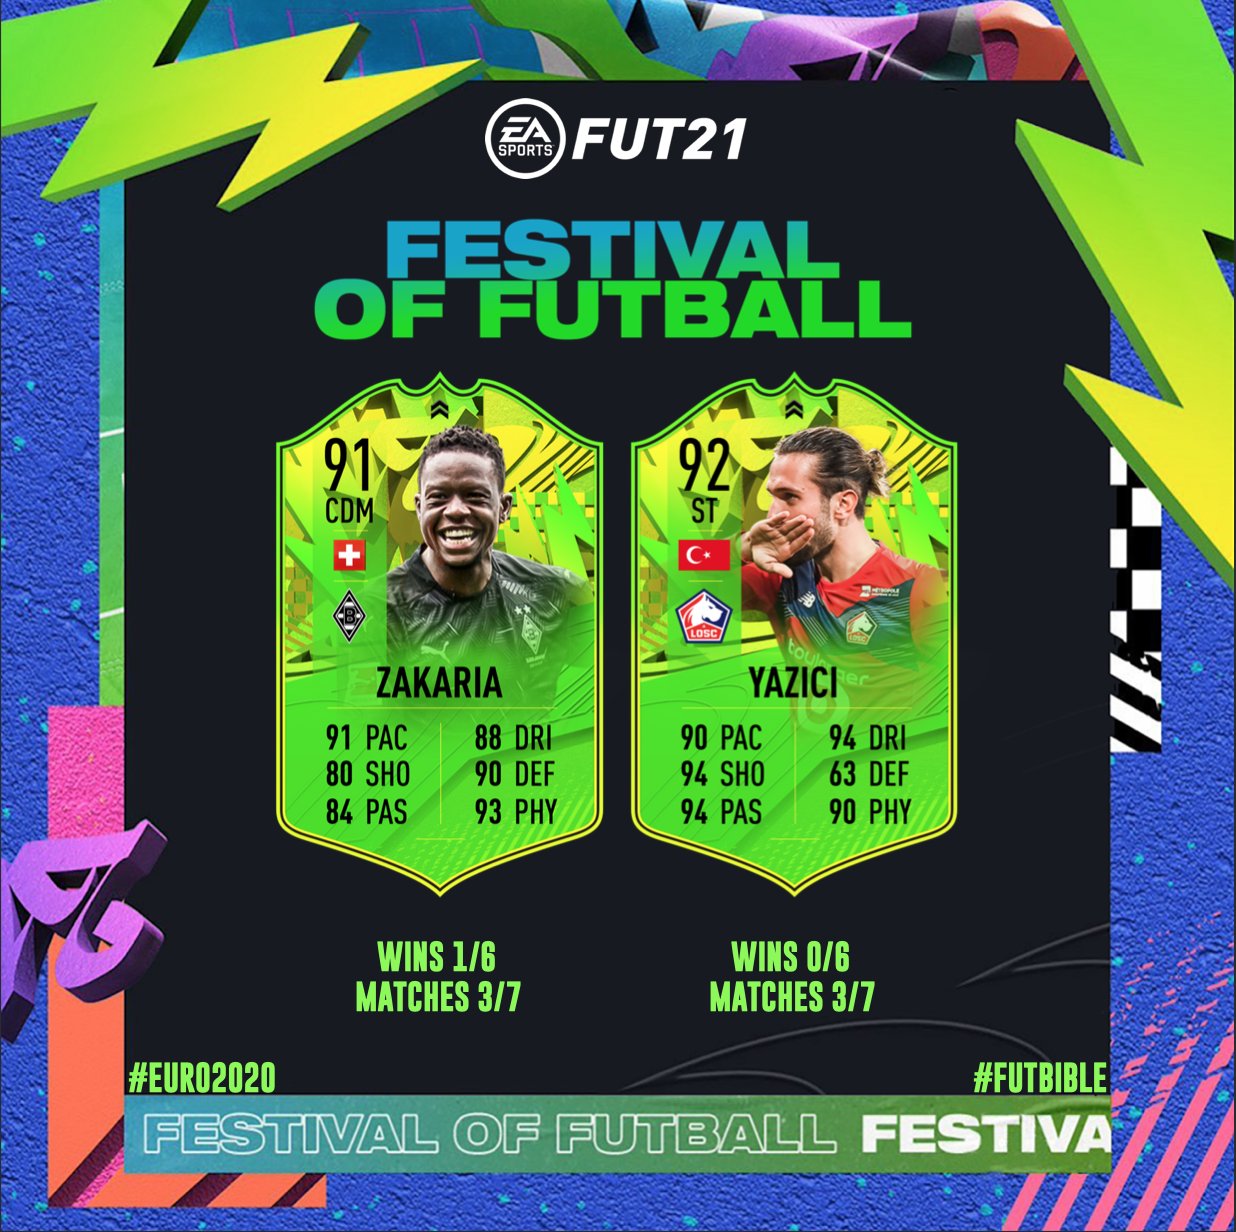 EA
SPORTS
FUT21
FESTIVAL
OF FUTBALL
91
CDM
B
ZAKARIA
91 PAC 88 DRI
80 SHO 90 DEF
84 PAS 93 PHY
92
ST
LOSC
MÉTROPOLE
LOSC
YAZICI
90 PAC 94 DRI
94 SHO 63 DEF
94 PAS 90 PHY
WINS 1/6
MATCHES 3/7
WINS 0/6
MATCHES 3/7
#EURO2020
#FUTBIBLE
FESTIVAL OF FUTBALL FESTIVA